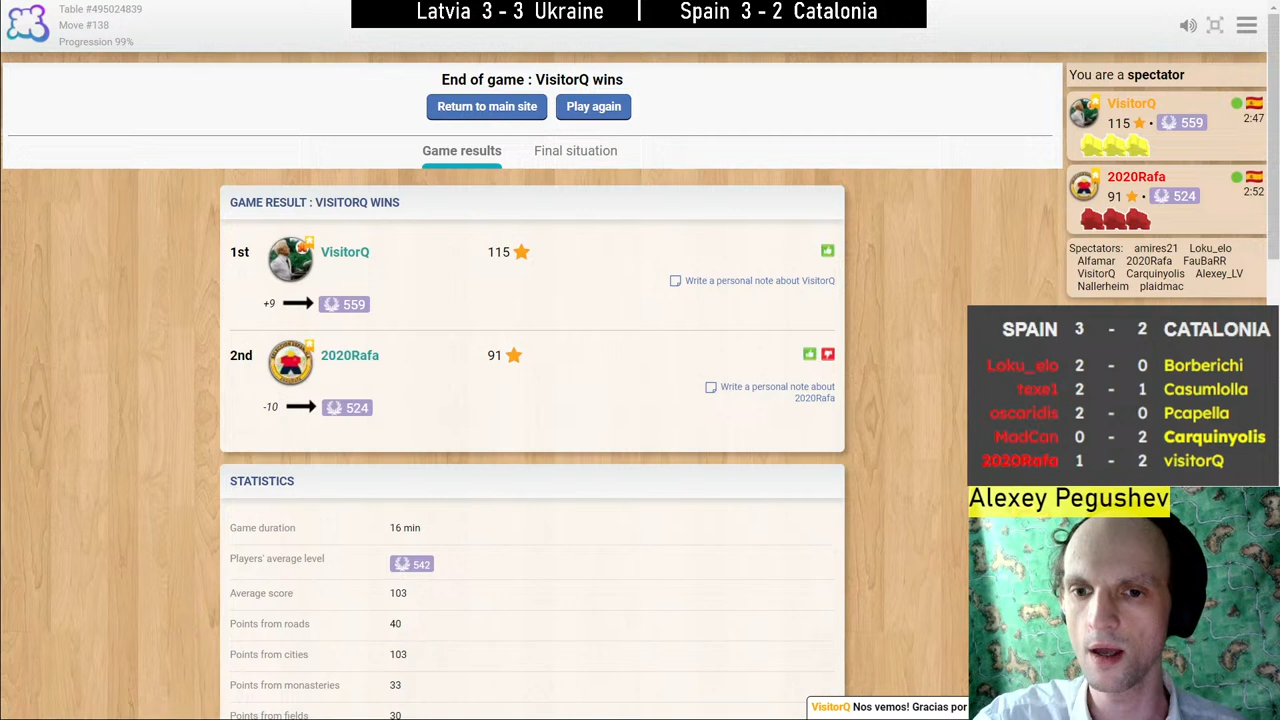 Table #495024839
Move #138
Progression 99%
Latvia 3 - 3 Ukraine | Spain 3 - 2 Catalonia
End of game : VisitorQ wins
Return to main site
Play again
Game results
Final situation
You are a spectator
VisitorQ
115 • 559
2:47
2020Rafa
91 • 524
2:52
Spectators: amires21 Loku_elo
Alfamar 2020Rafa FauBaRR
VisitorQ Carquinyolis Alexey_LV
Nallerheim plaidmac
GAME RESULT : VISITORQ WINS
1st VisitorQ 115
Write a personal note about VisitorQ
+9 559
2nd 2020Rafa 91
Write a personal note about
2020Rafa
-10 524
STATISTICS
Game duration 16 min
Players' average level 542
Average score 103
Points from roads 40
Points from cities 103
Points from monasteries 33
Points from fields 30
SPAIN 3 - 2 CATALONIA
Loku_elo 2 - 0 Borberichi
texe1 2 - 1 Casumlolla
oscaridis 2 - 0 Pcapella
MadCan 0 - 2 Carquinyolis
2020Rafa 1 - 2 visitorQ
Alexey Pegushev
VisitorQ Nos vemos! Gracias por